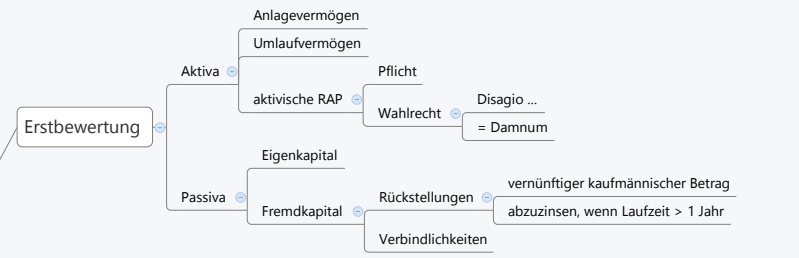 Anlagevermögen
Umlaufvermögen
Aktiva
Pflicht
aktivische RAP
Disagio ...
Wahlrecht
= Damnum
Erstbewertung
Eigenkapital
vernünftiger kaufmännischer Betrag
Passiva
Rückstellungen
Fremdkapital
abzuzinsen, wenn Laufzeit > 1 Jahr
Verbindlichkeiten